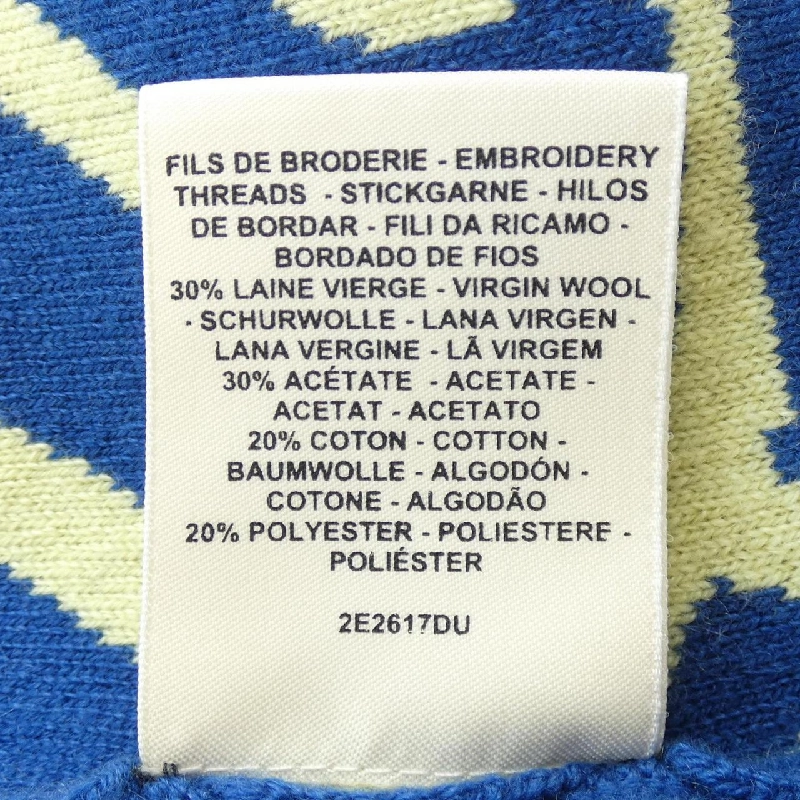 FILS DE BRODERIE - EMBROIDERY
THREADS - STICKGARNE - HILOS
DE BORDAR - FILI DA RICAMO -
BORDADO DE FIOS
30% LAINE VIERGE - VIRGIN WOOL
- SCHURWOLLE - LANA VIRGEN -
LANA VERGINE - LÃ VIRGEM
30% ACÉTATE - ACETATE -
ACETAT - ACETATO
20% COTON - COTTON -
BAUMWOLLE - ALGODÓN -
COTONE - ALGODÃO
20% POLYESTER - POLIESTERE -
POLIÉSTER
2E2617DU